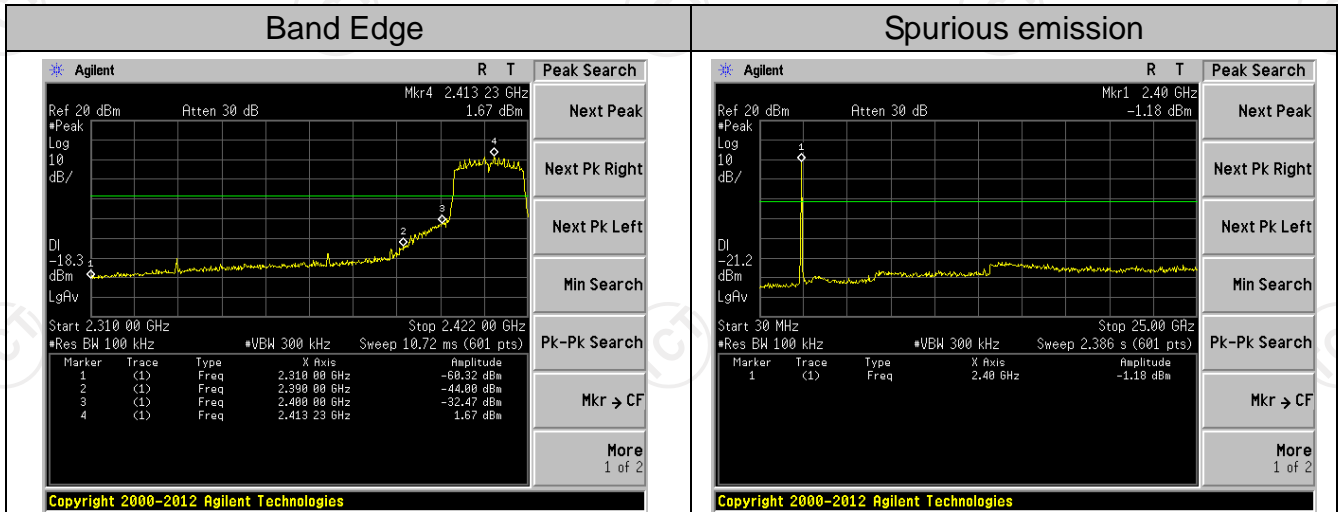 Band Edge
Agilent R T
Mkr4 2.413 23 GHz
Ref 20 dBm Atten 30 dB 1.67 dBm
#Peak
Log
10
dB/
DI
-18.3
dBm
LgAv
1
2
3
4
Start 2.310 00 GHz Stop 2.422 00 GHz
#Res BW 100 kHz #VBW 300 kHz Sweep 10.72 ms (601 pts)
Marker Trace Type X Axis Amplitude
1 (1) Freq 2.310 00 GHz -60.32 dBm
2 (1) Freq 2.390 00 GHz -44.00 dBm
3 (1) Freq 2.400 00 GHz -32.47 dBm
4 (1) Freq 2.413 23 GHz 1.67 dBm
Copyright 2000-2012 Agilent Technologies
Peak Search
Next Peak
Next Pk Right
Next Pk Left
Min Search
Pk-Pk Search
Mkr → CF
More
1 of 2
Spurious emission
Agilent R T
Mkr1 2.40 GHz
Ref 20 dBm Atten 30 dB -1.18 dBm
#Peak
Log
10
dB/
DI
-21.2
dBm
LgAv
1
Start 30 MHz Stop 25.00 GHz
#Res BW 100 kHz #VBW 300 kHz Sweep 2.386 s (601 pts)
Marker Trace Type X Axis Amplitude
1 (1) Freq 2.40 GHz -1.18 dBm
Copyright 2000-2012 Agilent Technologies
Peak Search
Next Peak
Next Pk Right
Next Pk Left
Min Search
Pk-Pk Search
Mkr → CF
More
1 of 2